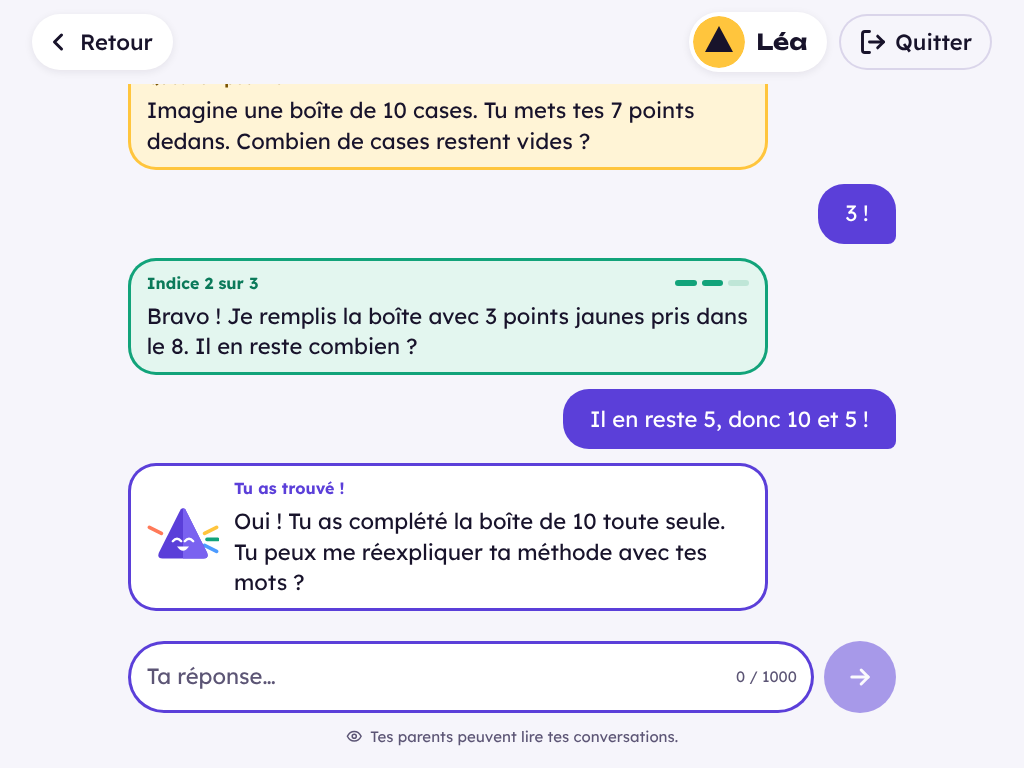 Retour
Léa
Quitter
Imagine une boîte de 10 cases. Tu mets tes 7 points
dedans. Combien de cases restent vides ?
3 !
Indice 2 sur 3
Bravo ! Je remplis la boîte avec 3 points jaunes pris dans
le 8. Il en reste combien ?
Il en reste 5, donc 10 et 5 !
Tu as trouvé !
Oui ! Tu as complété la boîte de 10 toute seule.
Tu peux me réexpliquer ta méthode avec tes
mots ?
Ta réponse…
0 / 1000
Tes parents peuvent lire tes conversations.